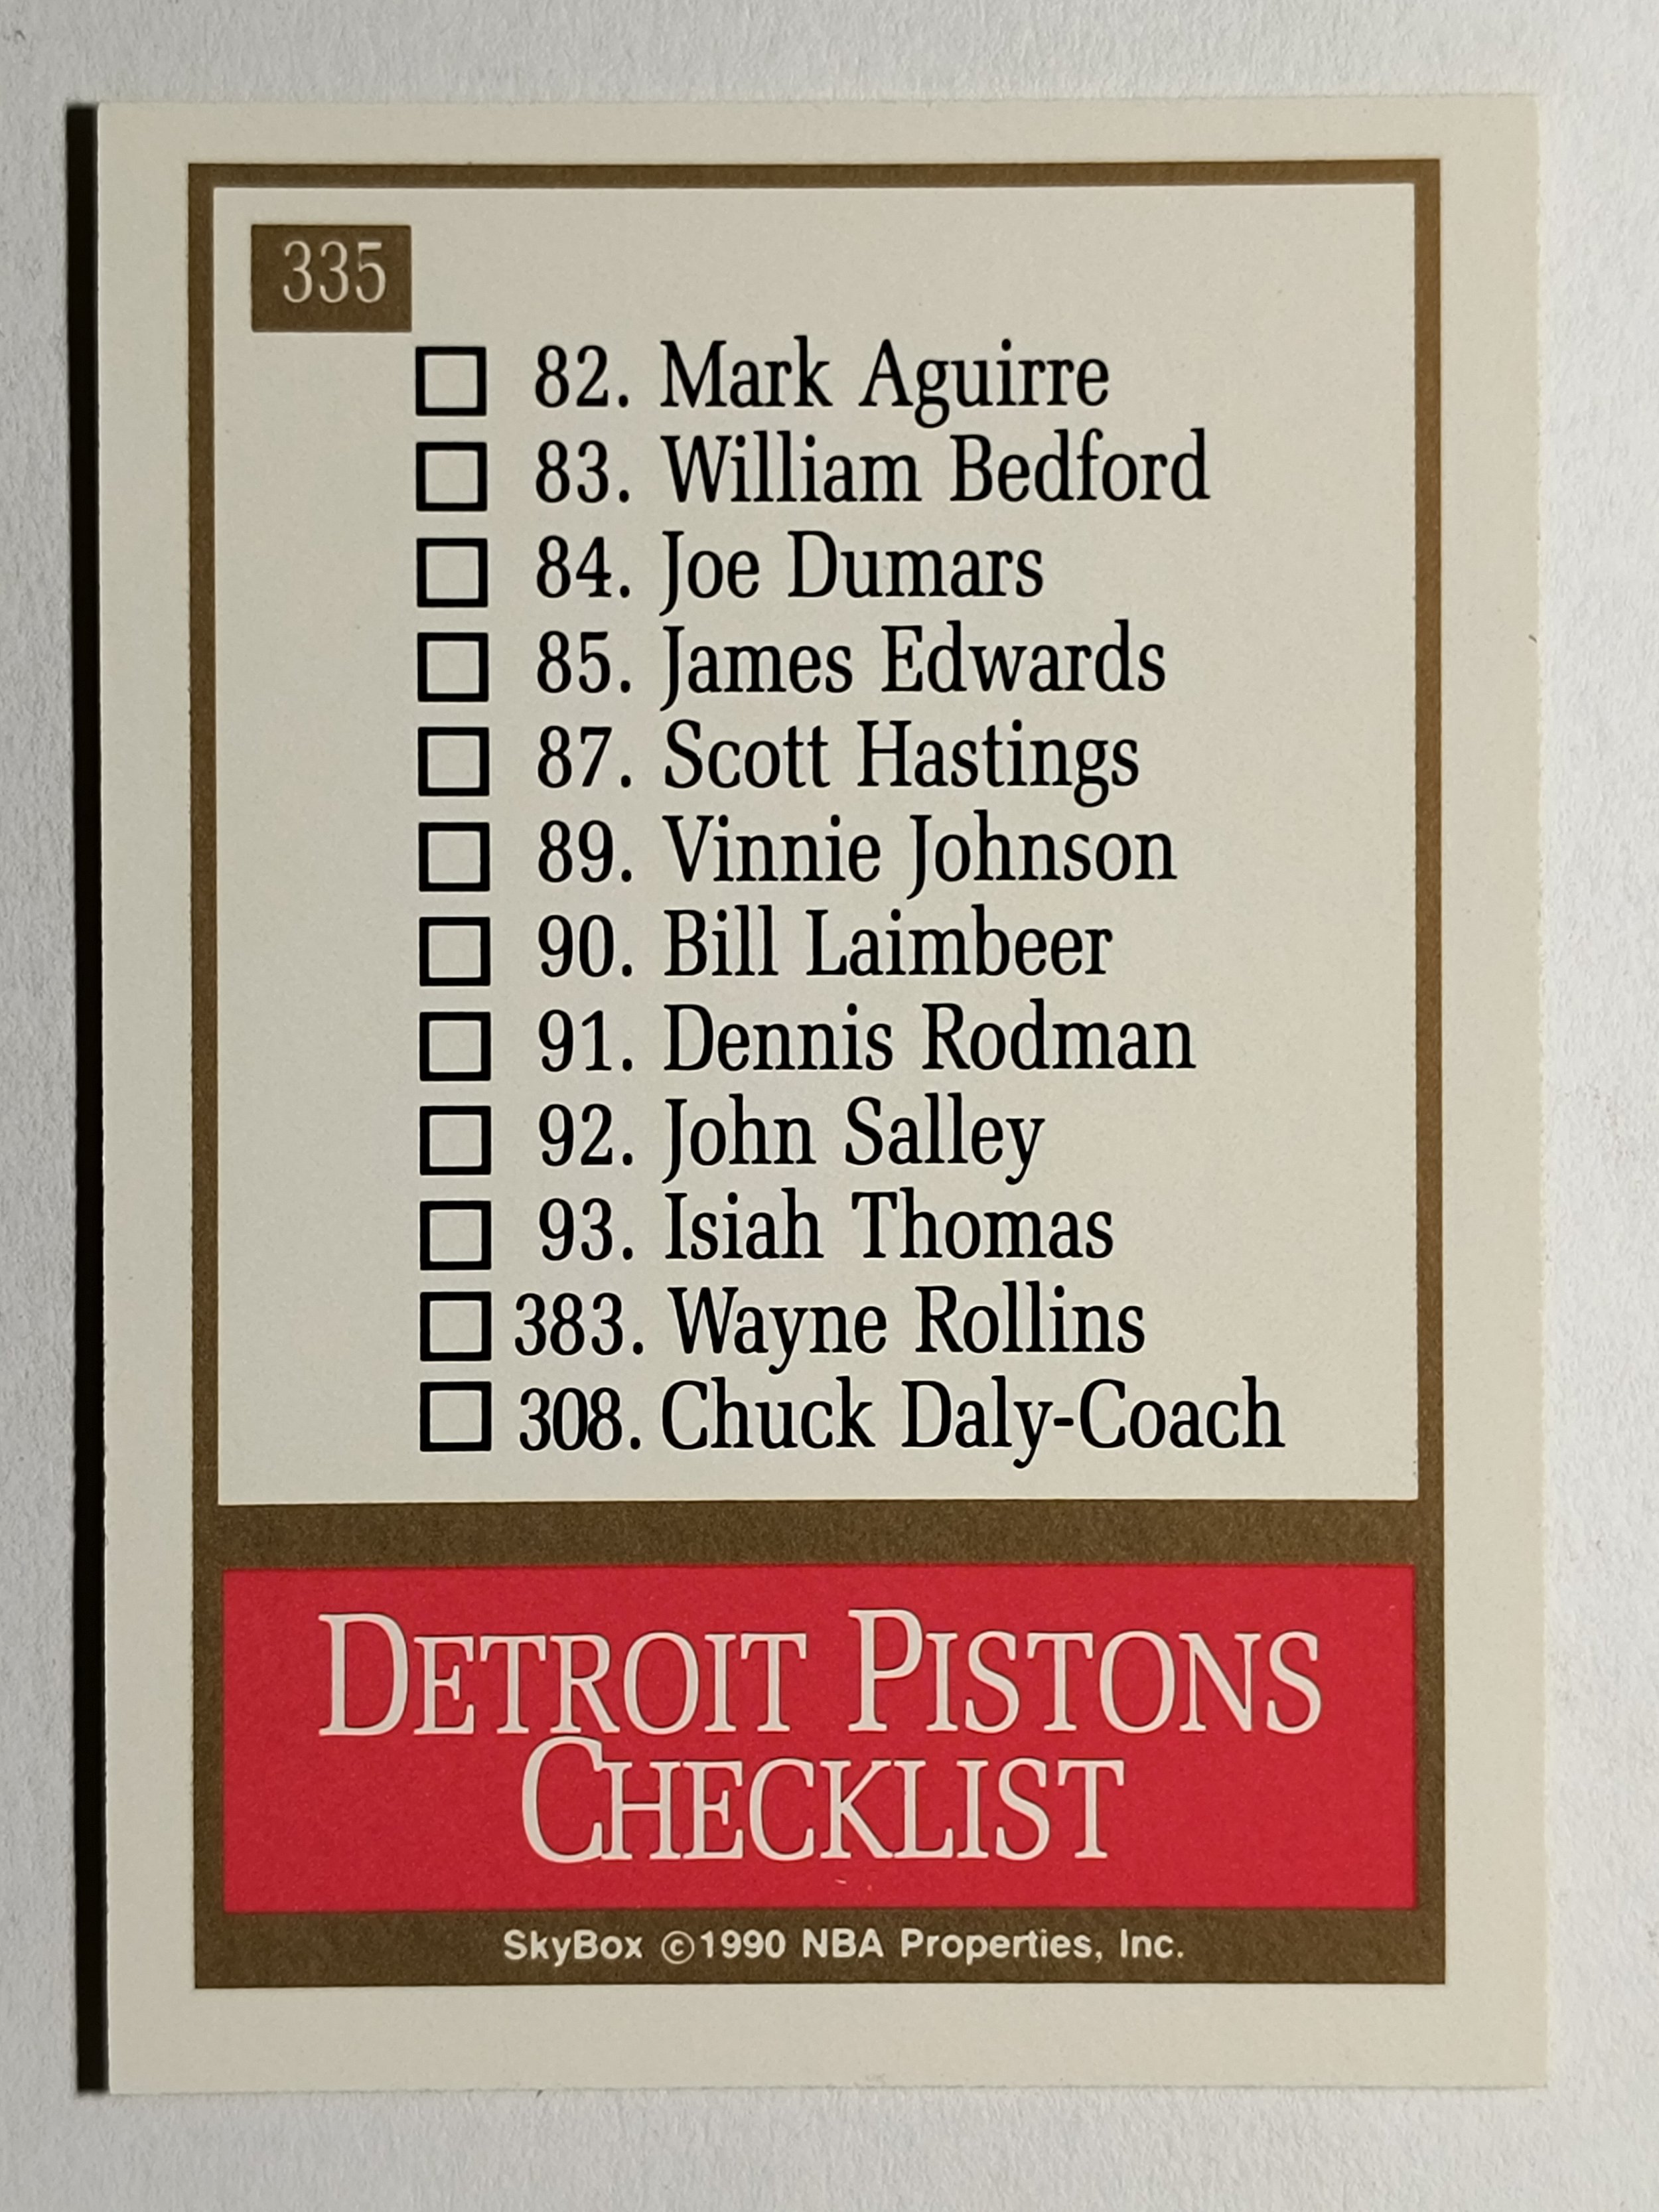 335
82. Mark Aguirre
83. William Bedford
84. Joe Dumars
85. James Edwards
87. Scott Hastings
89. Vinnie Johnson
90. Bill Laimbeer
91. Dennis Rodman
92. John Salley
93. Isiah Thomas
383. Wayne Rollins
308. Chuck Daly-Coach
DETROIT PISTONS
CHECKLIST
SkyBox ©1990 NBA Properties, Inc.